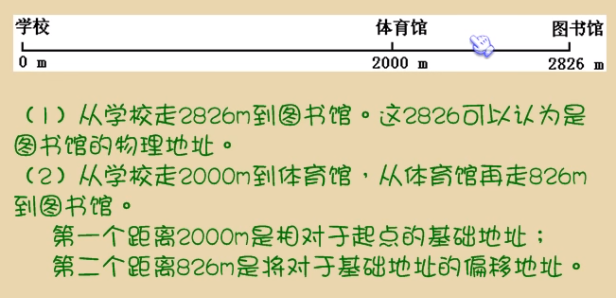 学校 体育馆 图书馆
0 m 2000 m 2826 m
（1）从学校走2826m到图书馆。这2826可以认为是
图书馆的物理地址。
（2）从学校走2000m到体育馆，从体育馆再走826m
到图书馆。
第一个距离2000m是相对于起点的基础地址；
第二个距离826m是将对于基础地址的偏移地址。